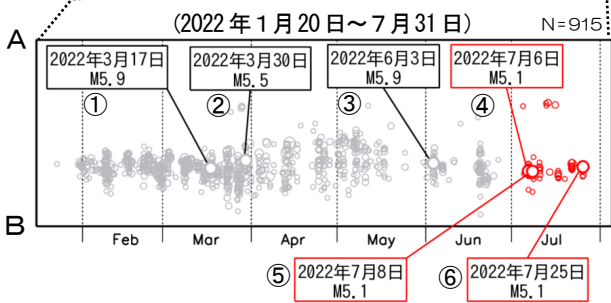 (2022年1月20日～7月31日) N=915
A
2022年3月17日
M5.9
2022年3月30日
M5.5
2022年6月3日
M5.9
2022年7月6日
M5.1
① ② ③ ④
B
Feb Mar Apr May Jun Jul
⑤ 2022年7月8日
M5.1
⑥ 2022年7月25日
M5.1